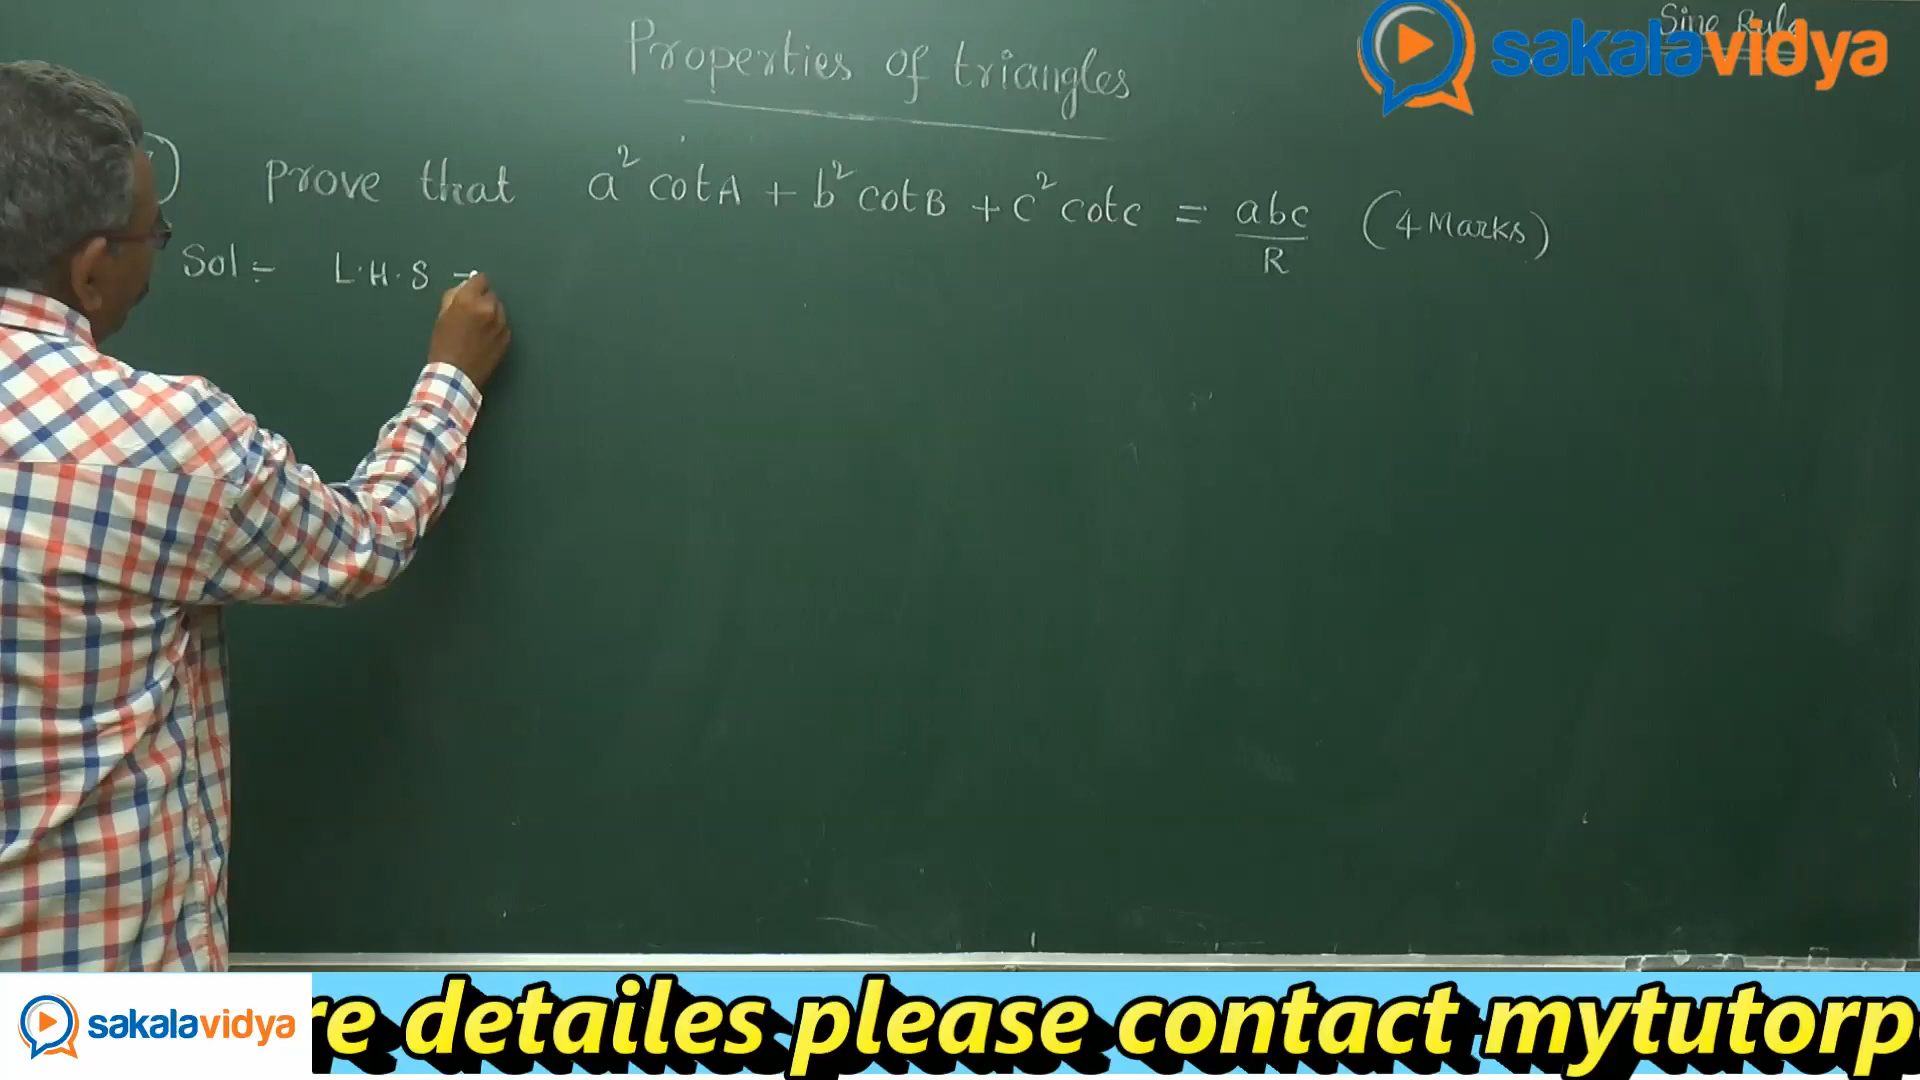 Sine Rule
sakalavidya
Properties of triangles
Prove that a² cotA + b² cotB + c² cotC = abc/R (4 Marks)
Sol:- L.H.S =
sakalavidya
re detailes please contact mytutorp